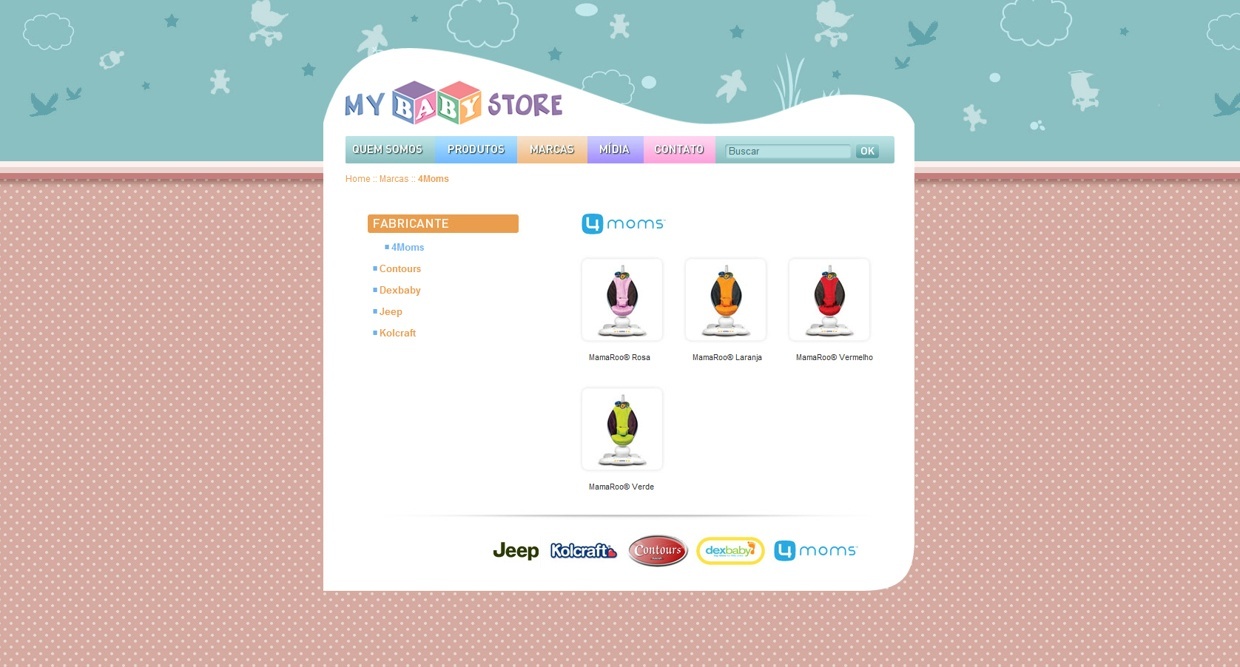 MY BABY STORE
QUEM SOMOS PRODUTOS MARCAS MÍDIA CONTATO Buscar OK
Home :: Marcas :: 4Moms
FABRICANTE
4Moms
Contours
Dexbaby
Jeep
Kolcraft
4moms
MamaRoo® Rosa MamaRoo® Laranja MamaRoo® Vermelho
MamaRoo® Verde
Jeep Kolcraft Contours dexbaby 4moms